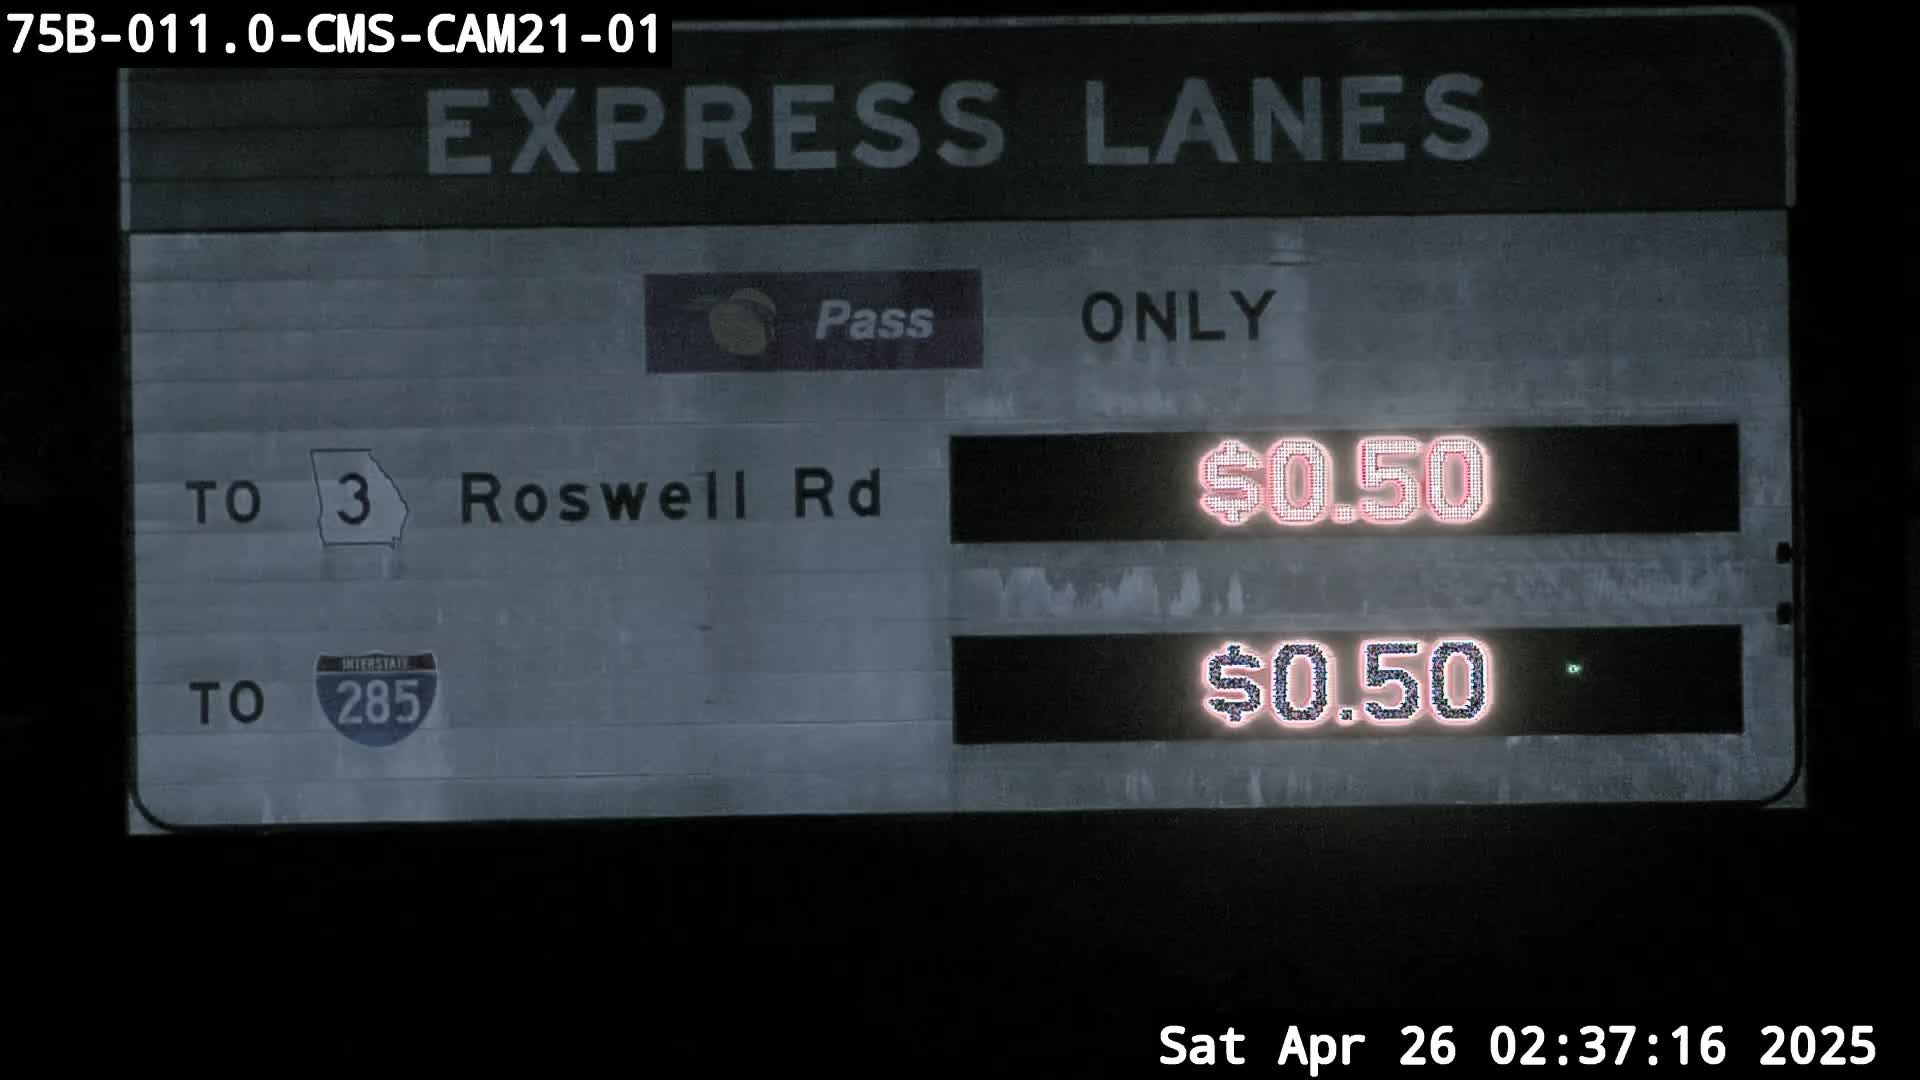 75B-011.0-CMS-CAM21-01
EXPRESS LANES
Pass ONLY
TO 3 Roswell Rd $0.50
INTERSTATE
TO 285 $0.50
Sat Apr 26 02:37:16 2025